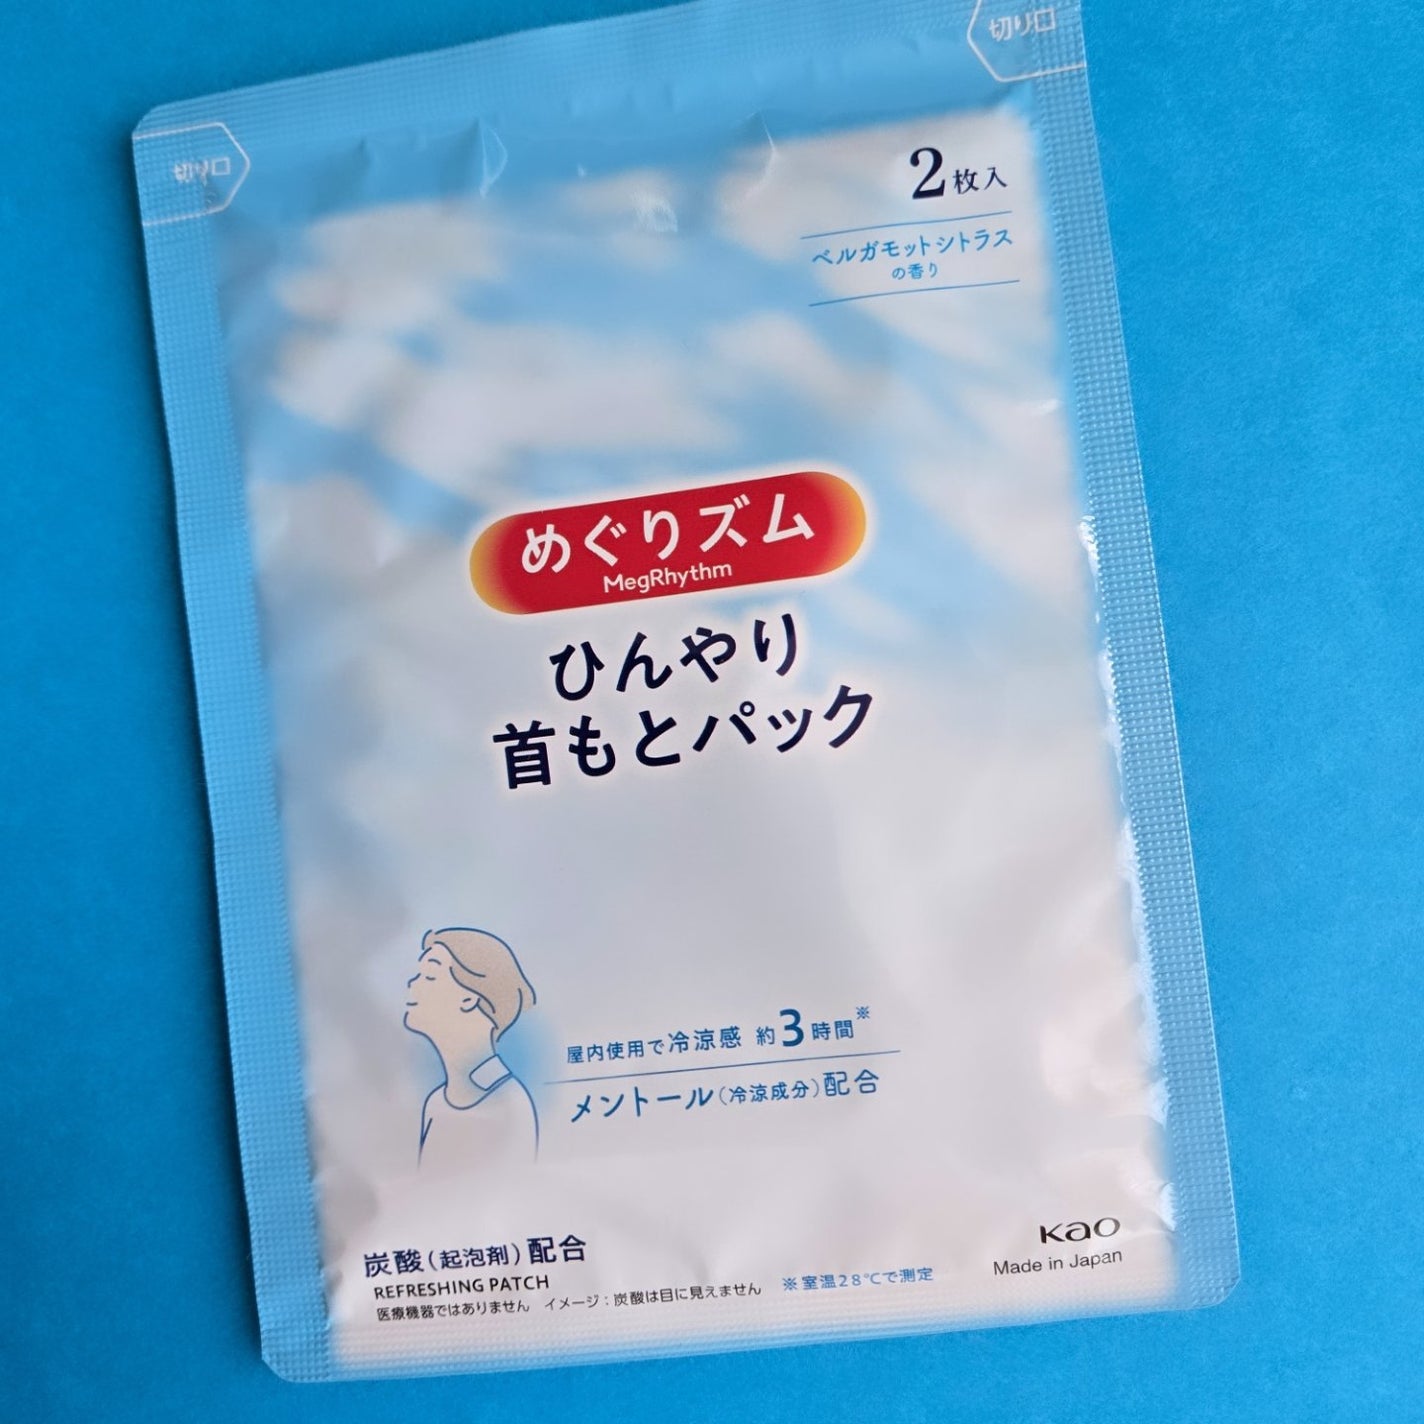 切り口
切り口
2枚入
ベルガモットシトラス
の香り
めぐりズム
MegRhythm
ひんやり
首もとパック
屋内使用で冷涼感 約3時間※
メントール(冷涼成分)配合
炭酸(起泡剤)配合
REFRESHING PATCH
医療機器ではありません イメージ:炭酸は目に見えません
※室温28℃で測定
Kao
Made in Japan